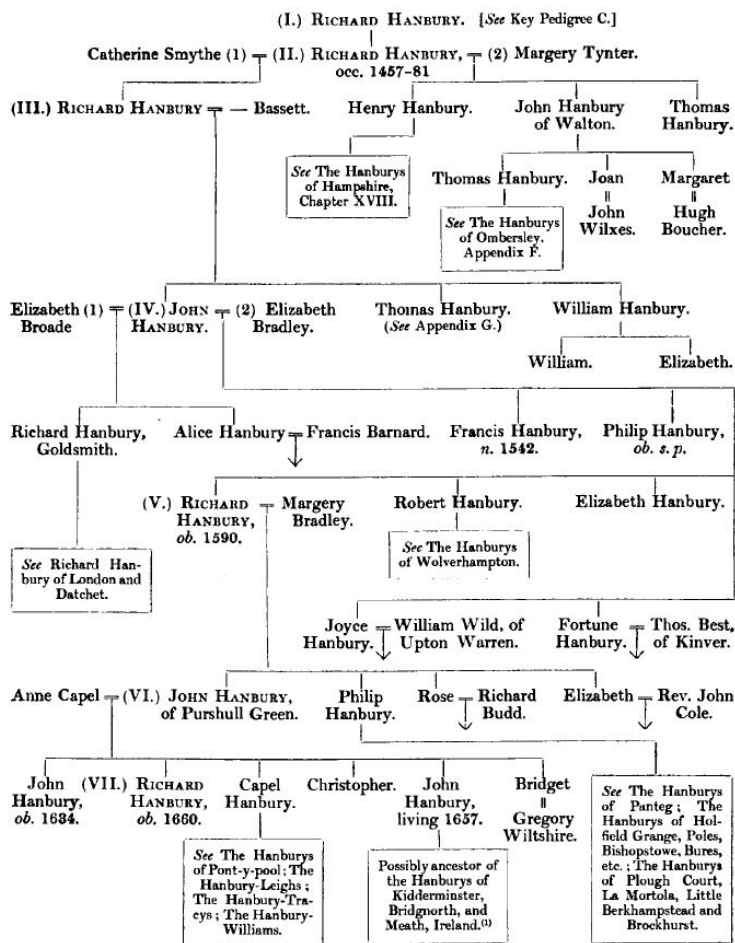 (I.) RICHARD HANBURY. [See Key Pedigree C.]
Catherine Smythe (1) = (II.) RICHARD HANBURY, = (2) Margery Tynter.
occ. 1457-81
(III.) RICHARD HANBURY = — Bassett.
Henry Hanbury.
John Hanbury
of Walton.
Thomas
Hanbury.
See The Hanburys
of Hampshire,
Chapter XVIII.
Thomas Hanbury.
See The Hanburys
of Ombersley.
Appendix F.
Joan
=
John
Wilxes.
Margaret
=
Hugh
Boucher.
Elizabeth (1) = (IV.) JOHN = (2) Elizabeth
Broade HANBURY. Bradley.
Thomas Hanbury.
(See Appendix G.)
William Hanbury.
William.
Elizabeth.
Richard Hanbury,
Goldsmith.
Alice Hanbury = Francis Barnard.
Francis Hanbury,
n. 1542.
Philip Hanbury,
ob. s. p.
See Richard Han-
bury of London and
Datchet.
(V.) RICHARD = Margery
HANBURY, Bradley.
ob. 1590.
Robert Hanbury.
See The Hanburys
of Wolverhampton.
Elizabeth Hanbury.
Joyce = William Wild, of
Hanbury. Upton Warren.
Fortune = Thos. Best,
Hanbury. of Kinver.
Anne Capel = (VI.) JOHN HANBURY,
of Purshull Green.
Philip
Hanbury.
Rose = Richard
Budd.
Elizabeth = Rev. John
Cole.
John
Hanbury,
ob. 1634.
(VII.) RICHARD
HANBURY,
ob. 1660.
Capel
Hanbury.
See The Hanburys
of Pont-y-pool; The
Hanbury-Leighs;
The Hanbury-Tra-
cys; The Hanbury-
Williams.
Christopher.
John
Hanbury,
living 1657.
Possibly ancestor of
the Hanburys of
Kidderminster,
Bridgnorth, and
Meath, Ireland.(1)
Bridget
=
Gregory
Wiltshire.
See The Hanburys
of Panteg; The
Hanburys of Hol-
field Grange, Poles,
Bishopstowe, Bures,
etc.; The Hanburys
of Plough Court,
La Mortola, Little
Berkhampstead and
Brockhurst.